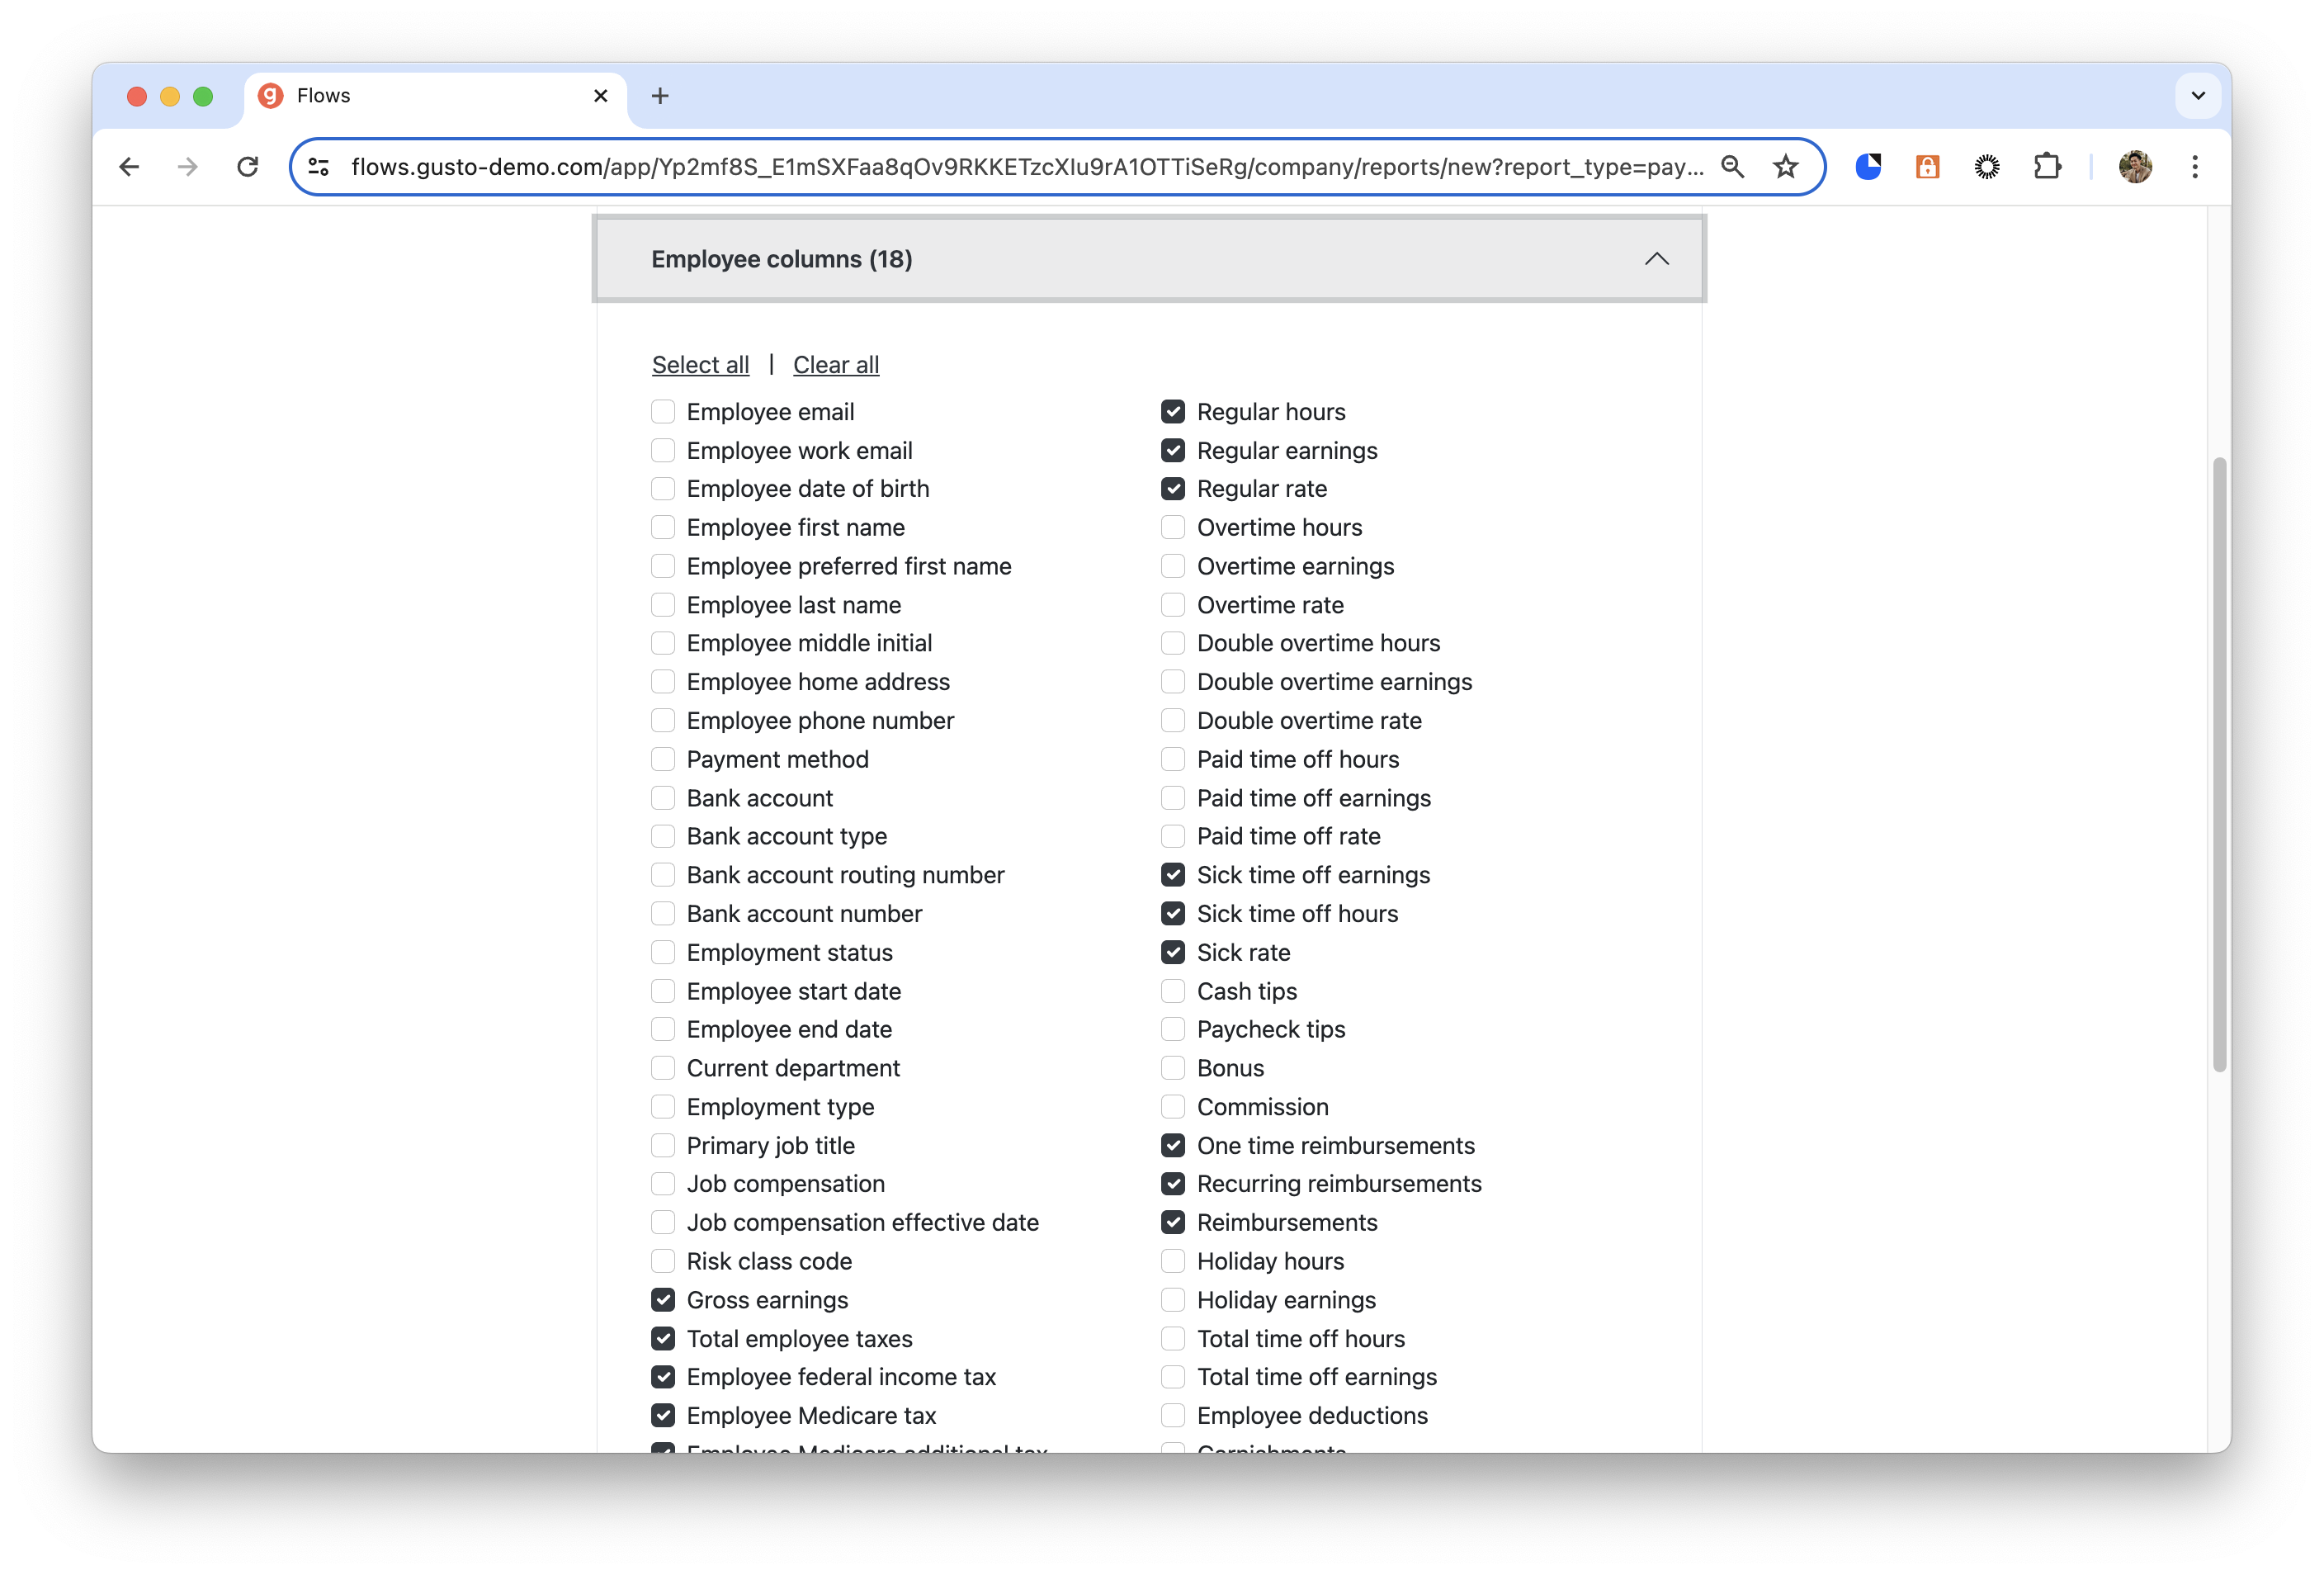 Flows
flows.gusto-demo.com/app/Yp2mf8S_E1mSXFaa8qOv9RKKETzcXIu9rA1OTTiSeRg/company/reports/new?report_type=pay...
Employee columns (18)
Select all | Clear all
Employee email
Employee work email
Employee date of birth
Employee first name
Employee preferred first name
Employee last name
Employee middle initial
Employee home address
Employee phone number
Payment method
Bank account
Bank account type
Bank account routing number
Bank account number
Employment status
Employee start date
Employee end date
Current department
Employment type
Primary job title
Job compensation
Job compensation effective date
Risk class code
Gross earnings
Total employee taxes
Employee federal income tax
Employee Medicare tax
Employee Medicare additional tax
Regular hours
Regular earnings
Regular rate
Overtime hours
Overtime earnings
Overtime rate
Double overtime hours
Double overtime earnings
Double overtime rate
Paid time off hours
Paid time off earnings
Paid time off rate
Sick time off earnings
Sick time off hours
Sick rate
Cash tips
Paycheck tips
Bonus
Commission
One time reimbursements
Recurring reimbursements
Reimbursements
Holiday hours
Holiday earnings
Total time off hours
Total time off earnings
Employee deductions
Garnishments